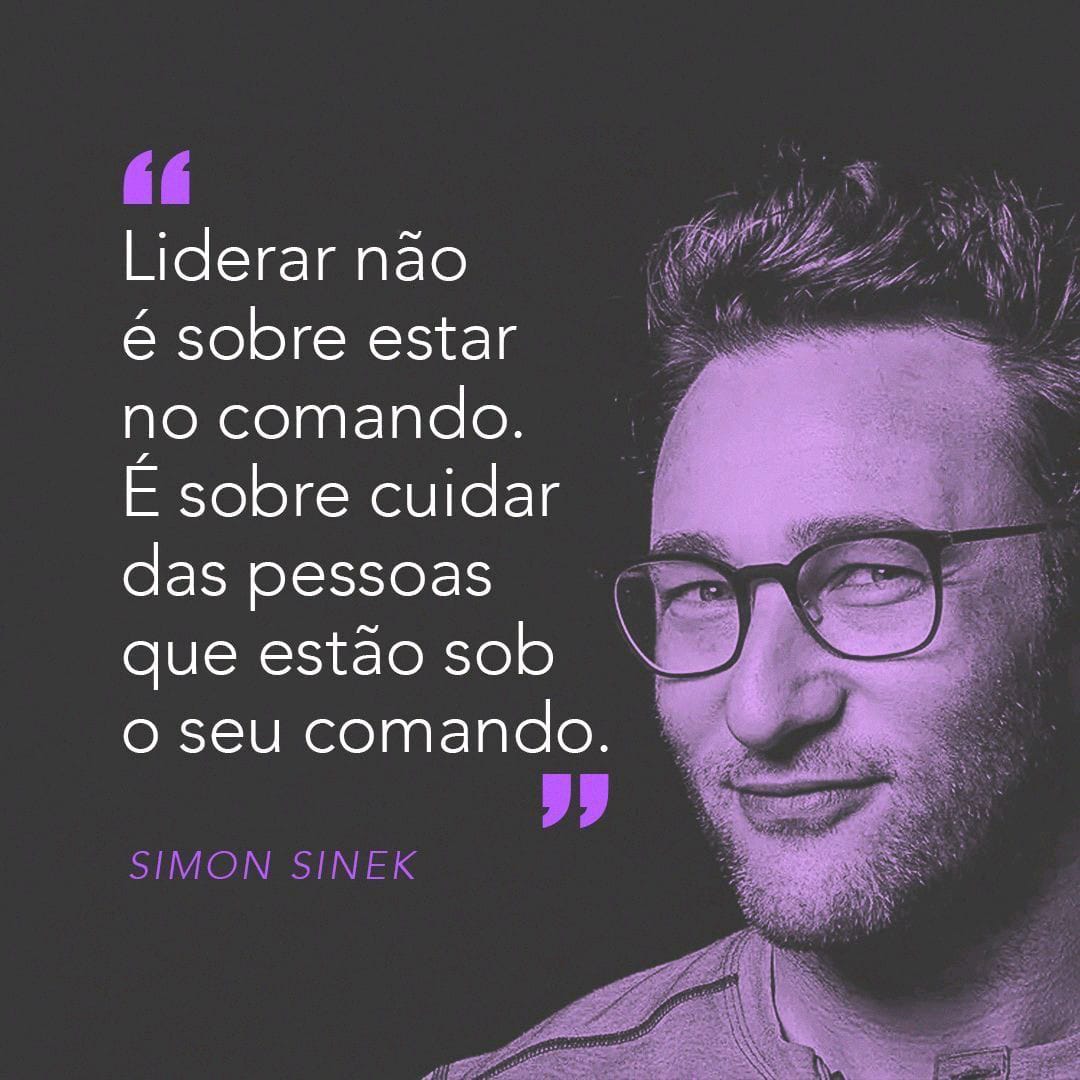 “
Liderar não
é sobre estar
no comando.
É sobre cuidar
das pessoas
que estão sob
o seu comando.
”
SIMON SINEK